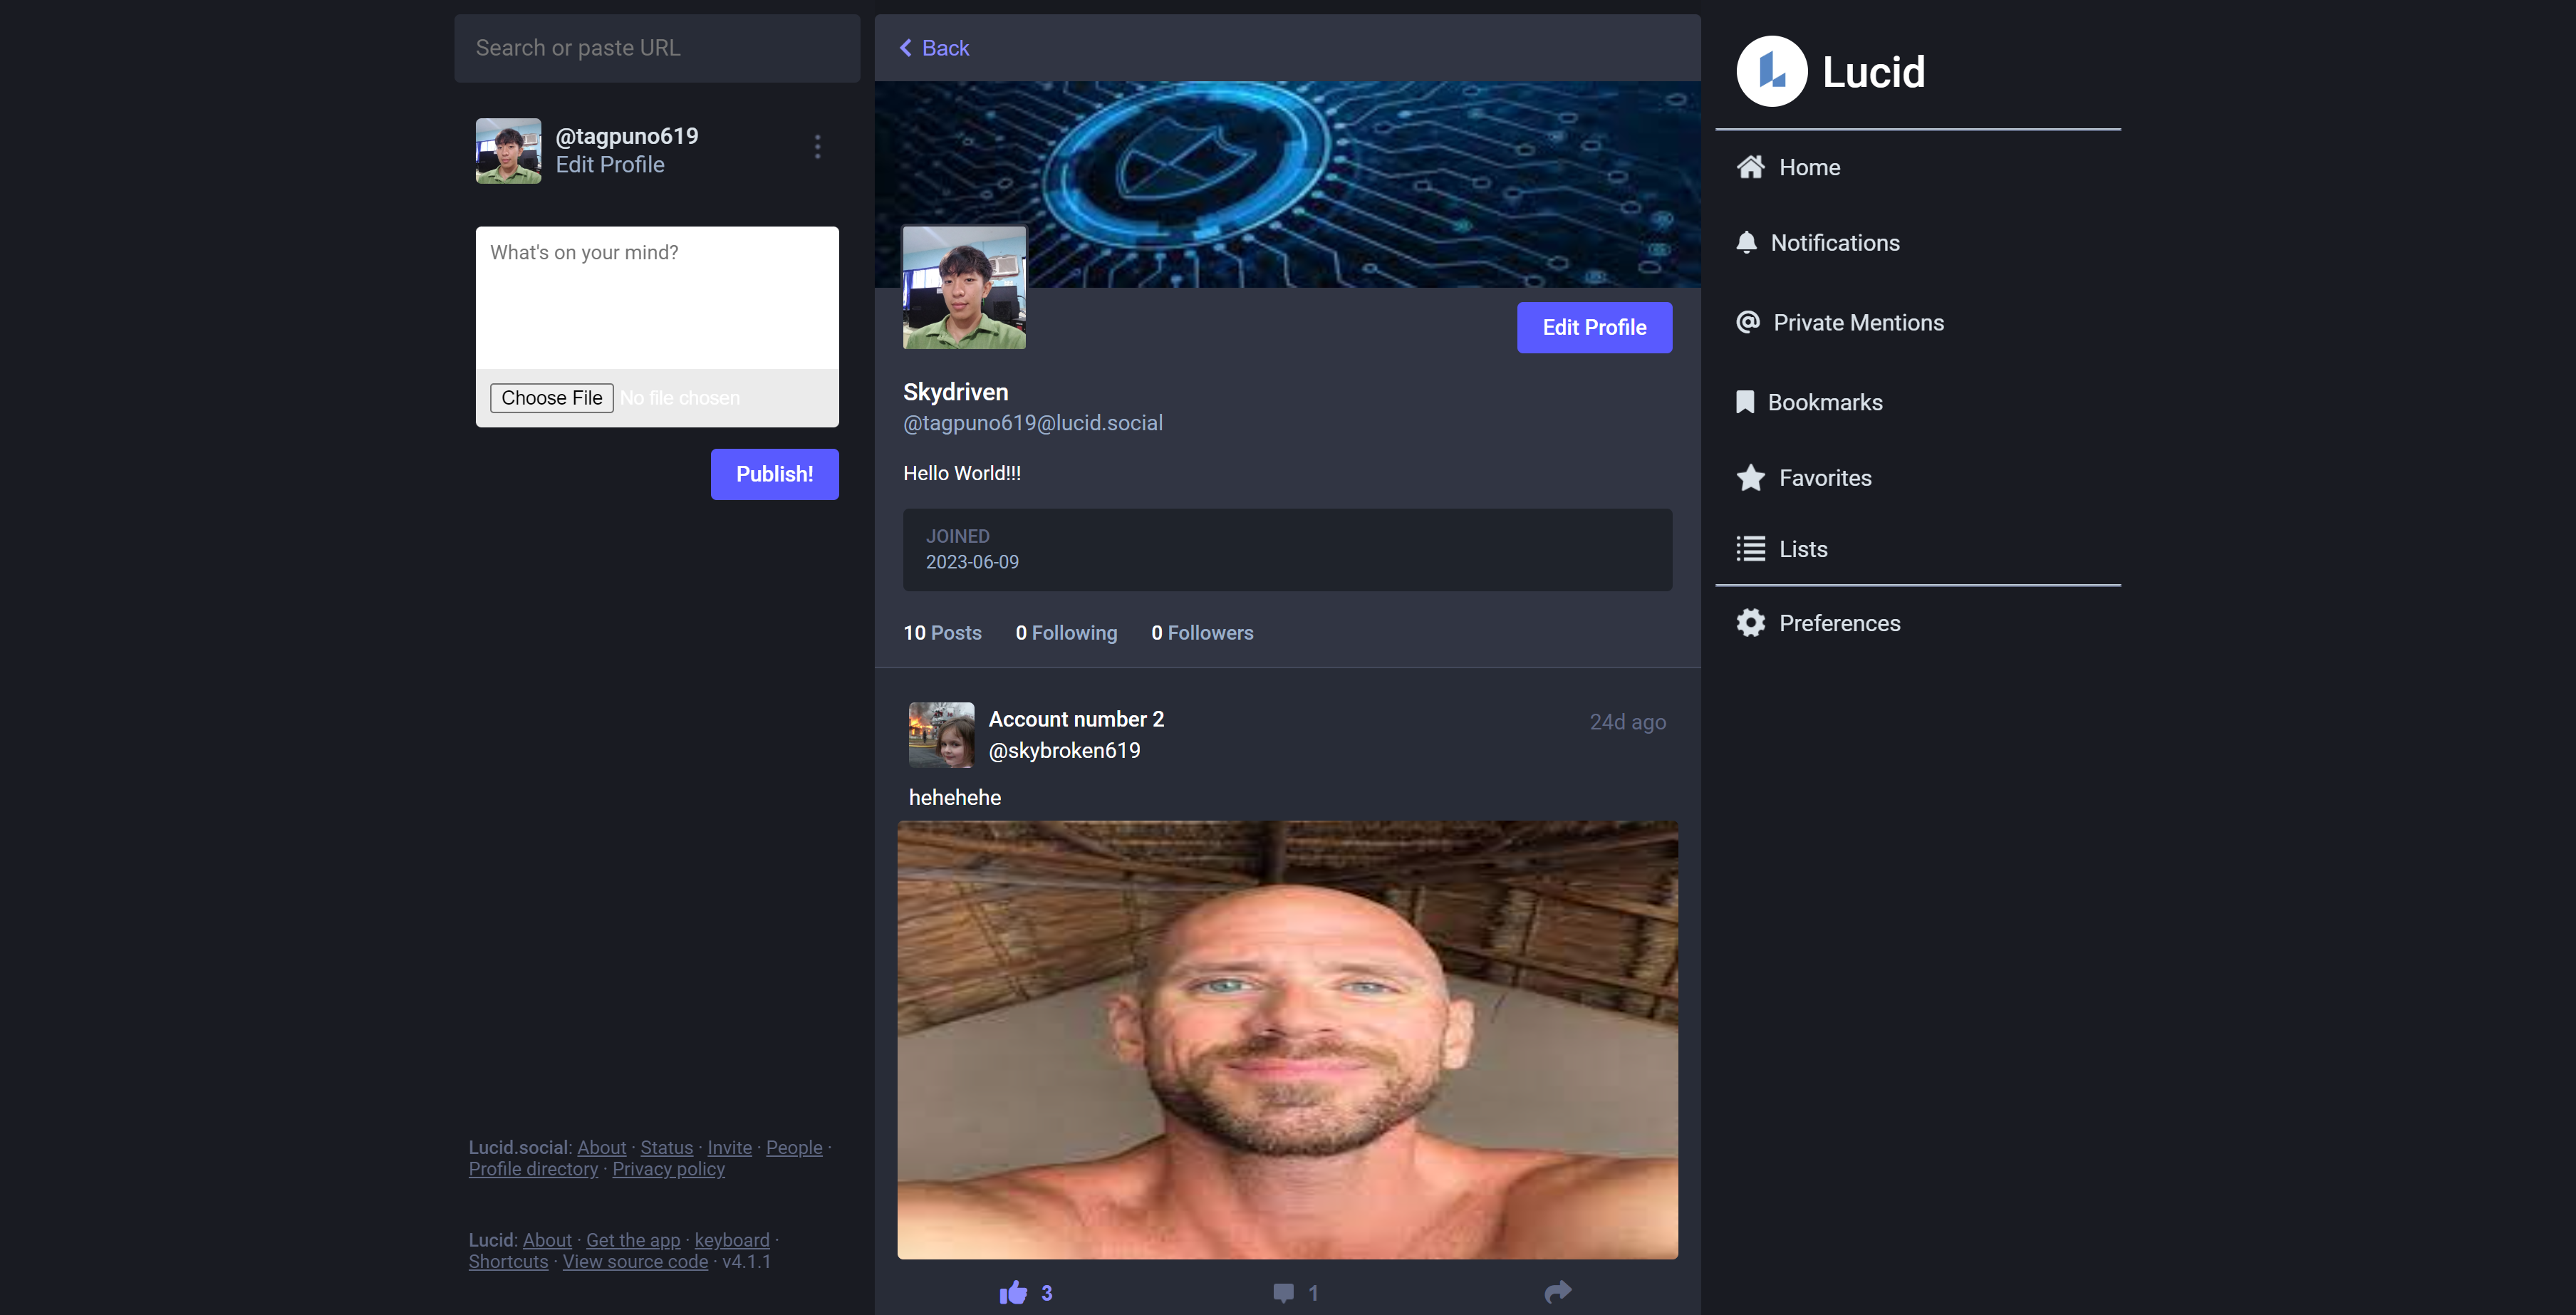 Search or paste URL
@tagpuno619
Edit Profile
What's on your mind?
Choose File No file chosen
Publish!
Lucid.social: About · Status · Invite · People ·
Profile directory · Privacy policy
Lucid: About · Get the app · keyboard ·
Shortcuts · View source code · v4.1.1
Back
Edit Profile
Skydriven
@tagpuno619@lucid.social
Hello World!!!
JOINED
2023-06-09
10 Posts 0 Following 0 Followers
Account number 2
24d ago
@skybroken619
hehehehe
3 1
Lucid
Home
Notifications
Private Mentions
Bookmarks
Favorites
Lists
Preferences